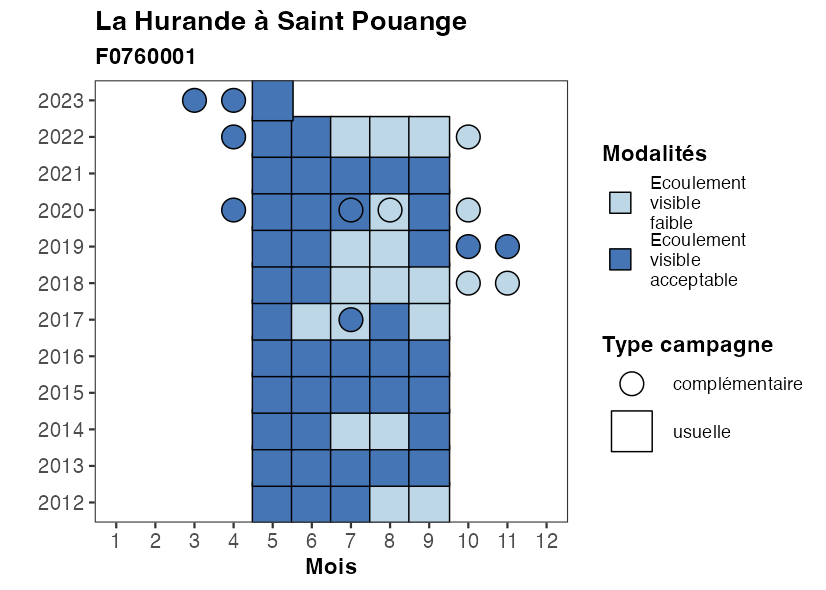 La Hurande à Saint Pouange
F0760001
2023
2022
2021
2020
2019
2018
2017
2016
2015
2014
2013
2012
1 2 3 4 5 6 7 8 9 10 11 12
Mois
Modalités
Ecoulement
visible
faible
Ecoulement
visible
acceptable
Type campagne
complémentaire
usuelle